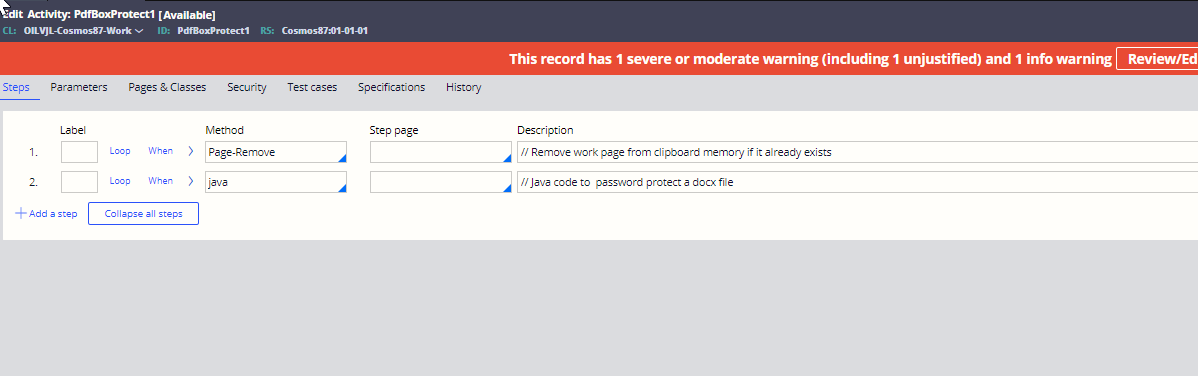 Edit Activity: PdfBoxProtect1 [Available]
CL: OILVJL-Cosmos87-Work ID: PdfBoxProtect1 RS: Cosmos87:01-01-01
This record has 1 severe or moderate warning (including 1 unjustified) and 1 info warning Review/Ed
Steps Parameters Pages & Classes Security Test cases Specifications History
Label Method Step page Description
1. Loop When Page-Remove // Remove work page from clipboard memory if it already exists
2. Loop When java // Java code to password protect a docx file
+ Add a step Collapse all steps